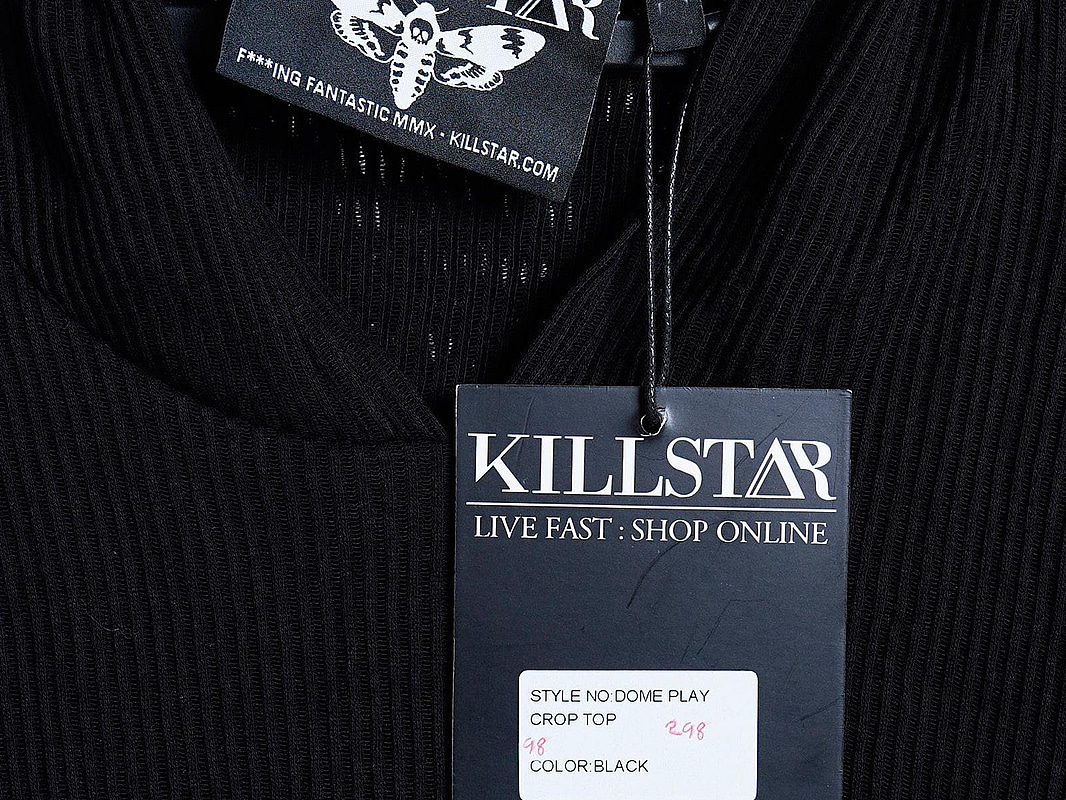 F***ING FANTASTIC MMX · KILLSTAR.COM
KILLSTAR
LIVE FAST : SHOP ONLINE
STYLE NO:DOME PLAY
CROP TOP
298
98
COLOR:BLACK